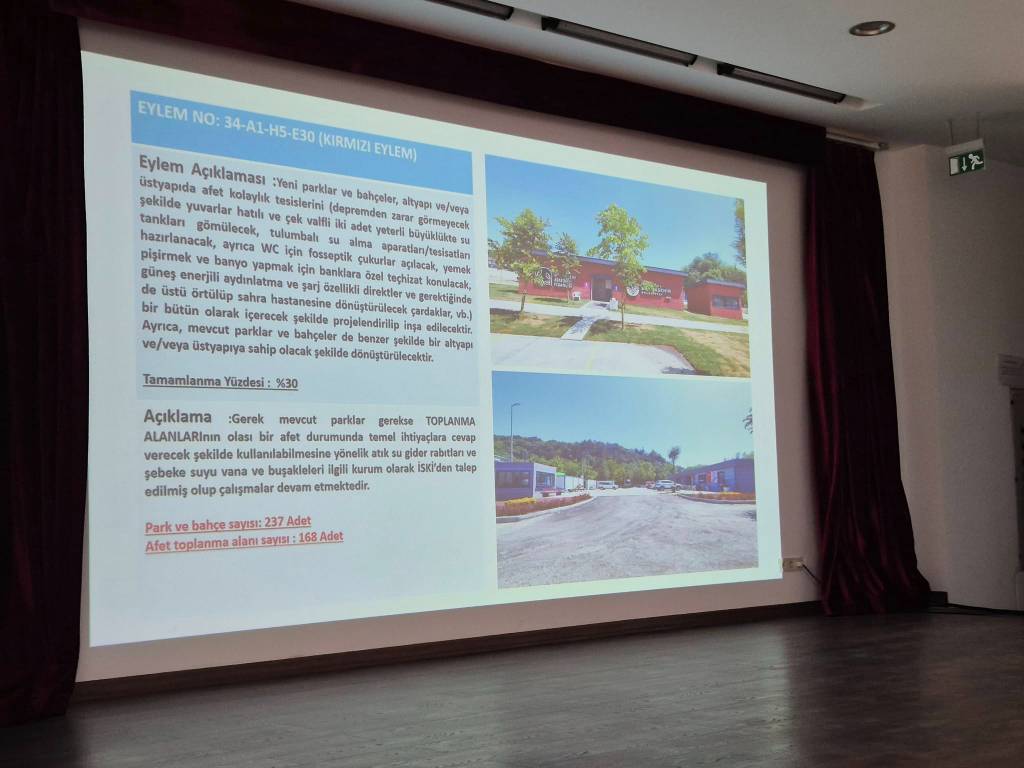 EYLEM NO: 34-A1-H5-E30 (KIRMIZI EYLEM)
Eylem Açıklaması :Yeni parklar ve bahçeler, altyapı ve/veya
üstyapıda afet kolaylık tesislerini (depremden zarar görmeyecek
şekilde yuvarlar hatılı ve çek valfli iki adet yeterli büyüklükte su
tankları gömülecek, tulumbalı su alma aparatları/tesisatları
hazırlanacak, ayrıca WC için fosseptik çukurlar açılacak, yemek
pişirmek ve banyo yapmak için banklara özel teçhizat konulacak,
güneş enerjili aydınlatma ve şarj özellikli direktler ve gerektiğinde
de üstü örtülüp sahra hastanesine dönüştürülecek çardaklar, vb.)
bir bütün olarak içerecek şekilde projelendirilip inşa edilecektir.
Ayrıca, mevcut parklar ve bahçeler de benzer şekilde bir altyapı
ve/veya üstyapıya sahip olacak şekilde dönüştürülecektir.
Tamamlanma Yüzdesi : %30
Açıklama :Gerek mevcut parklar gerekse TOPLANMA
ALANLARInın olası bir afet durumunda temel ihtiyaçlara cevap
verecek şekilde kullanılabilmesine yönelik atık su gider rabıtları ve
şebeke suyu vana ve buşakleleri ilgili kurum olarak İSKİ'den talep
edilmiş olup çalışmalar devam etmektedir.
Park ve bahçe sayısı: 237 Adet
Afet toplanma alanı sayısı : 168 Adet